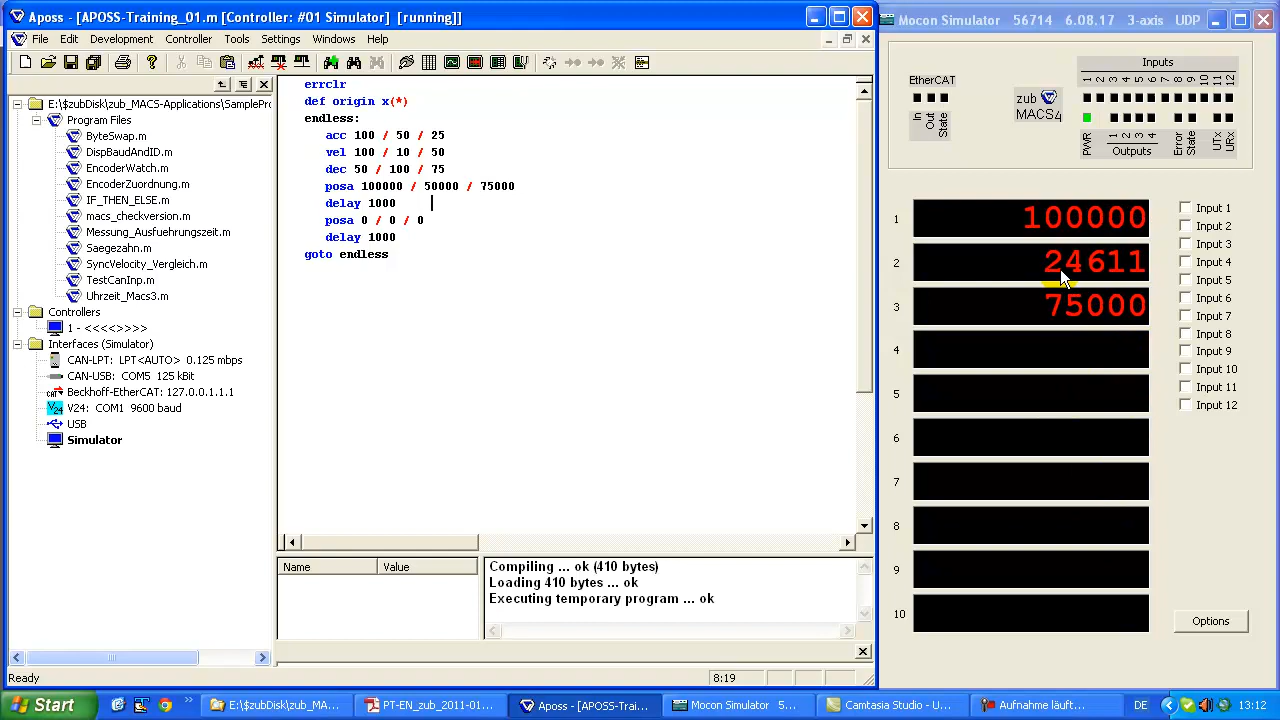 Aposs - [APOSS-Training_01.m [Controller: #01 Simulator] [running]]
File Edit Development Controller Tools Settings Windows Help
E:\$zubDisk\zub_MACS-Applications\SamplePro
Program Files
ByteSwap.m
DispBaudAndID.m
EncoderWatch.m
EncoderZuordnung.m
IF_THEN_ELSE.m
macs_checkversion.m
Messung_Ausfuehrungszeit.m
Saegezahn.m
SyncVelocity_Vergleich.m
TestCanInp.m
Uhrzeit_Macs3.m
Controllers
1 - <<<<>>>>
Interfaces (Simulator)
CAN-LPT: LPT<AUTO> 0.125 mbps
CAN-USB: COM5 125 kBit
Beckhoff-EtherCAT: 127.0.0.1.1.1
V24: COM1 9600 baud
USB
Simulator
errclr
def origin x(*)
endless:
acc 100 / 50 / 25
vel 100 / 10 / 50
dec 50 / 100 / 75
posa 100000 / 50000 / 75000
delay 1000
posa 0 / 0 / 0
delay 1000
goto endless
Name Value
Compiling ... ok (410 bytes)
Loading 410 bytes ... ok
Executing temporary program ... ok
Ready
8:19
Mocon Simulator 56714 6.08.17 3-axis UDP
Inputs
1 2 3 4 5 6 7 8 9 10 11 12
EtherCAT
In Out State
zub
MACS4
PWR 1 2 3 4 Error State UTx URx
Outputs
1 100000
2 24611
3 75000
4
5
6
7
8
9
10
Input 1
Input 2
Input 3
Input 4
Input 5
Input 6
Input 7
Input 8
Input 9
Input 10
Input 11
Input 12
Options
Start
E:\$zubDisk\zub_MA...
PT-EN_zub_2011-01...
Aposs - [APOSS-Trai...
Mocon Simulator 5...
Camtasia Studio - U...
Aufnahme läuft...
DE
13:12